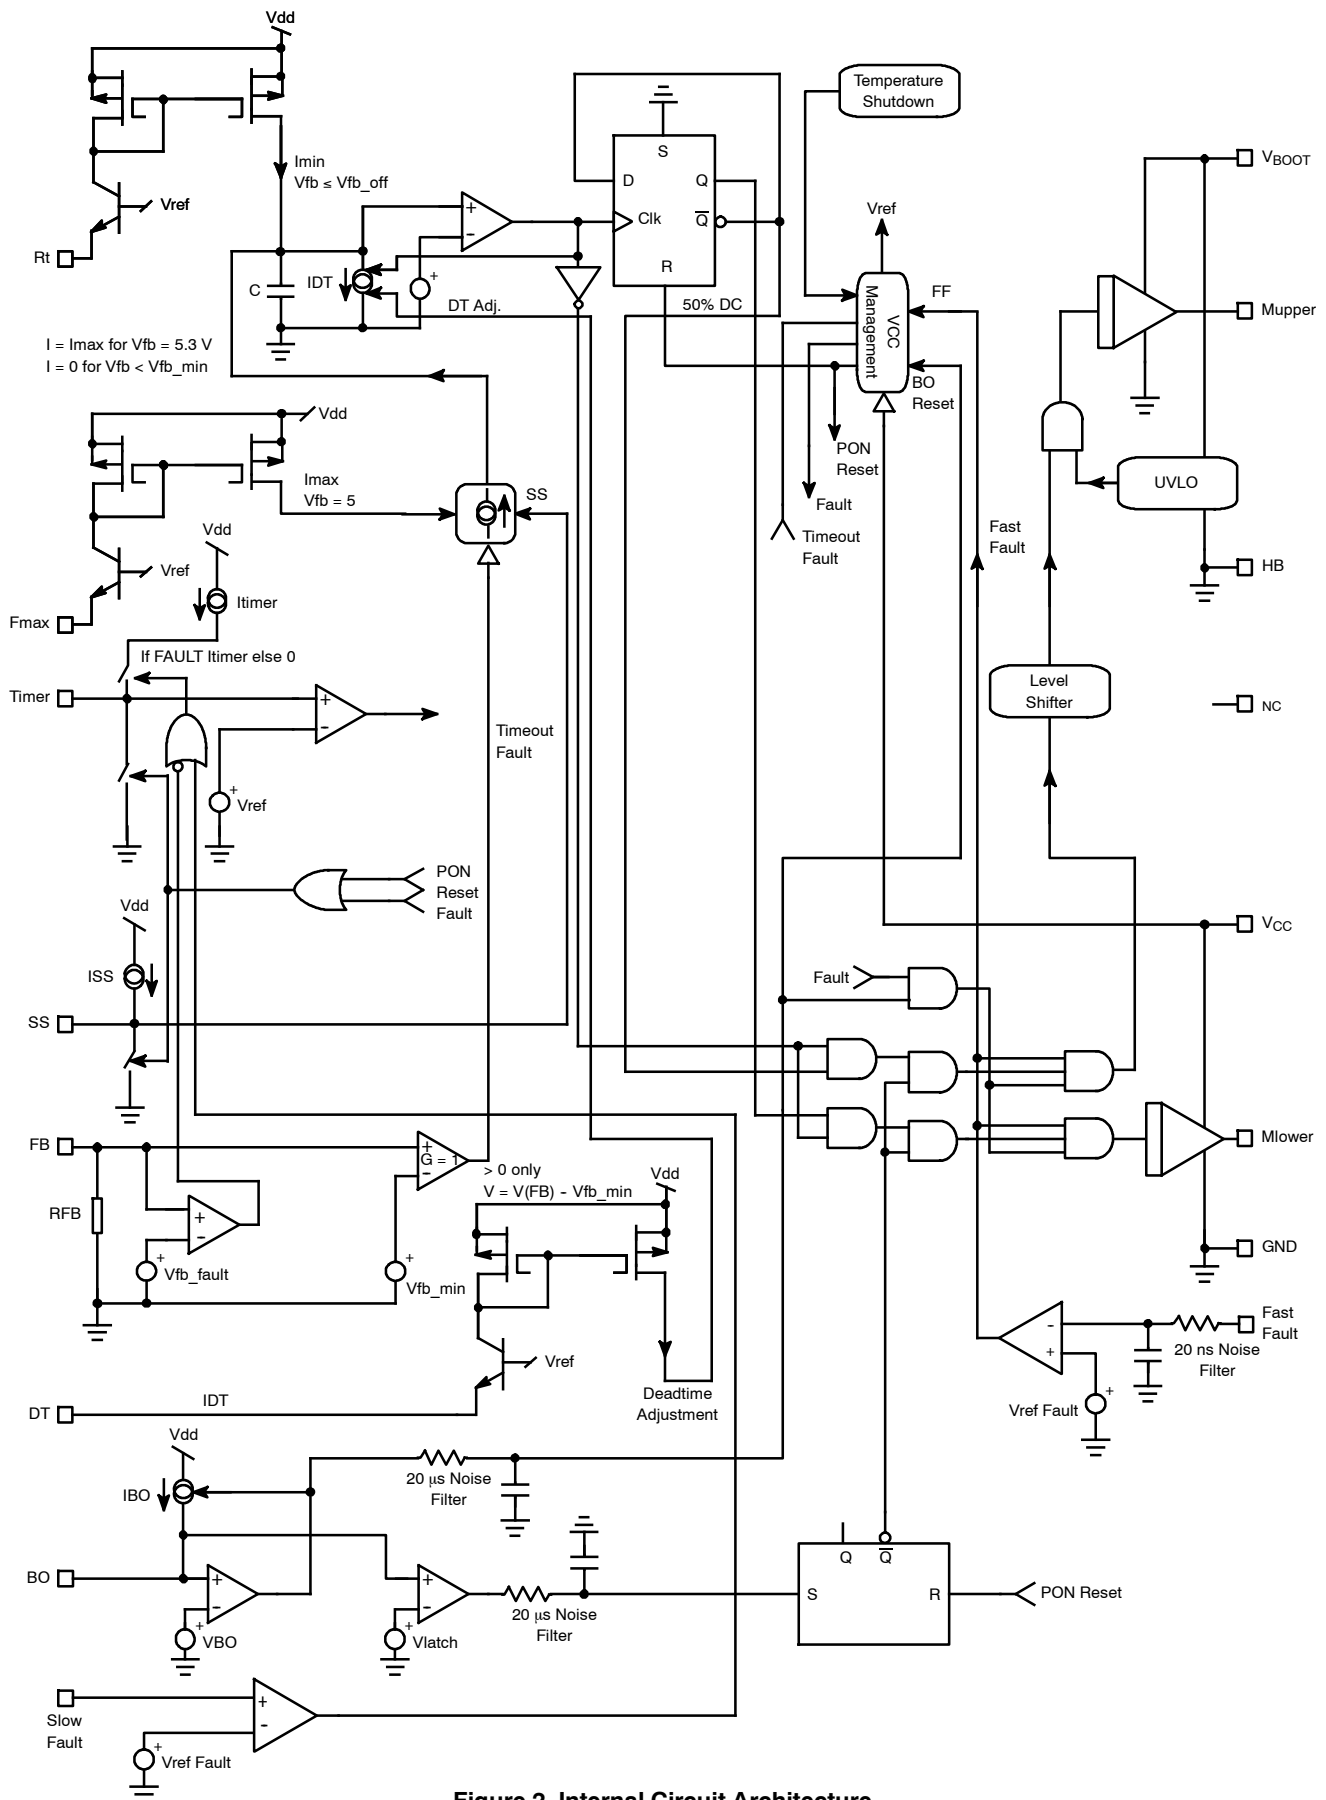 Vdd
Imin
Vfb ≤ Vfb_off
Vref
Rt
C
IDT
+
-
+
DT Adj.
S
D
Q
Clk
Q̅
R
50% DC
Temperature
Shutdown
Vref
VCC
Management
FF
BO
Reset
PON
Reset
Fault
Timeout
Fault
Fast
Fault
VBOOT
Mupper
UVLO
HB
I = Imax for Vfb = 5.3 V
I = 0 for Vfb < Vfb_min
Vdd
Imax
Vfb = 5
SS
Vdd
Vref
Itimer
Fmax
If FAULT Itimer else 0
Timer
+
-
Timeout
Fault
+
Vref
Level
Shifter
NC
PON
Reset
Fault
Vdd
ISS
SS
VCC
Fault
FB
+
G = 1
-
> 0 only
V = V(FB) - Vfb_min
Vdd
RFB
+
-
+
Vfb_fault
+
Vfb_min
Vref
Mlower
GND
Fast
Fault
-
+
20 ns Noise
Filter
+
Vref Fault
IDT
DT
Deadtime
Adjustment
Vdd
IBO
20 μs Noise
Filter
BO
+
-
+
VBO
+
-
+
Vlatch
20 μs Noise
Filter
Q
Q̅
S
R
PON Reset
Slow
Fault
+
-
+
Vref Fault
Figure 2. Internal Circuit Architecture